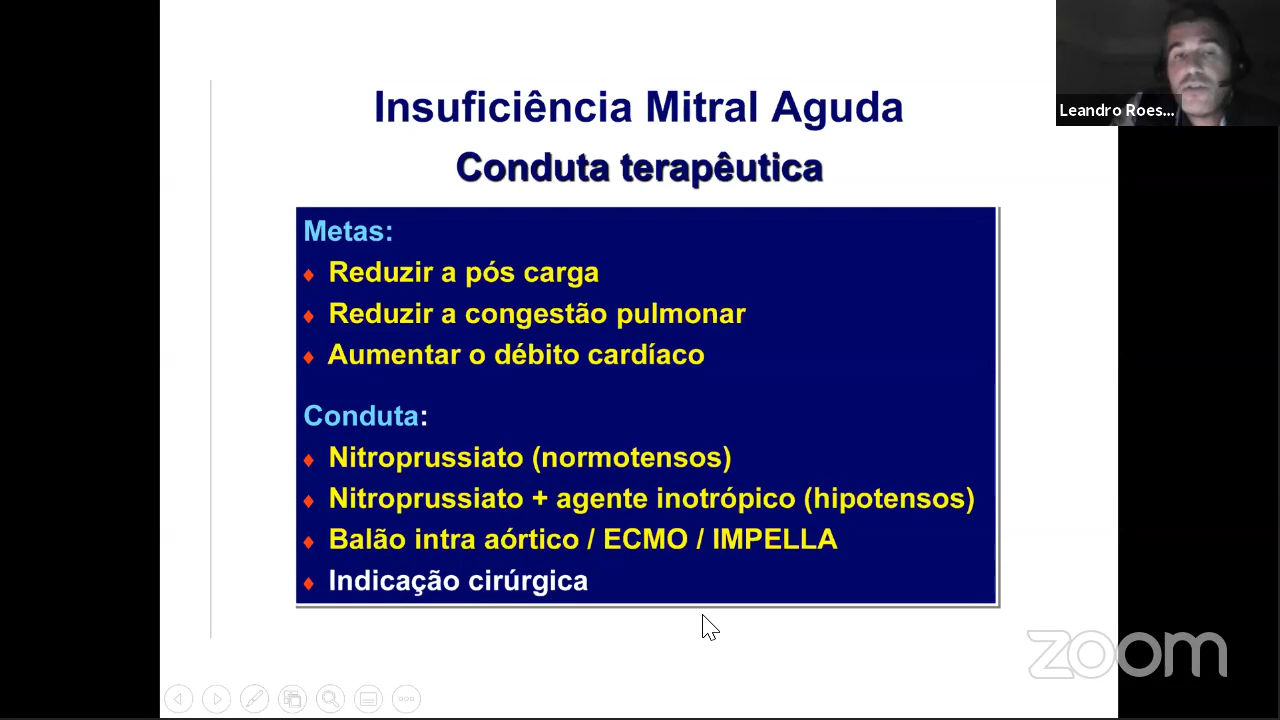 Insuficiência Mitral Aguda
Conduta terapêutica
Metas:
Reduzir a pós carga
Reduzir a congestão pulmonar
Aumentar o débito cardíaco
Conduta:
Nitroprussiato (normotensos)
Nitroprussiato + agente inotrópico (hipotensos)
Balão intra aórtico / ECMO / IMPELLA
Indicação cirúrgica
Leandro Roes...
zoom